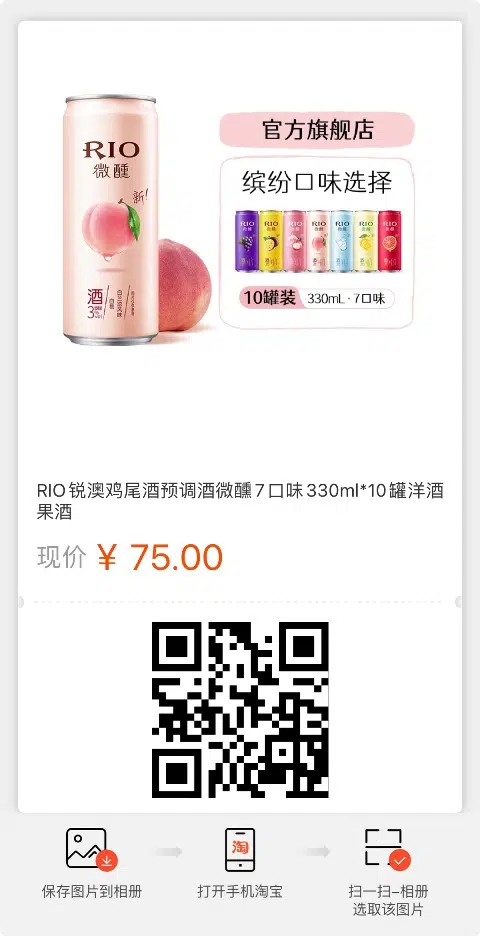 官方旗舰店
缤纷口味选择
RIO
微醺
新!
酒
3%
10罐装 330mL·7口味
RIO锐澳鸡尾酒预调酒微醺7口味330ml*10罐洋酒
果酒
现价 ¥ 75.00
淘
保存图片到相册
打开手机淘宝
扫一扫-相册
选取该图片